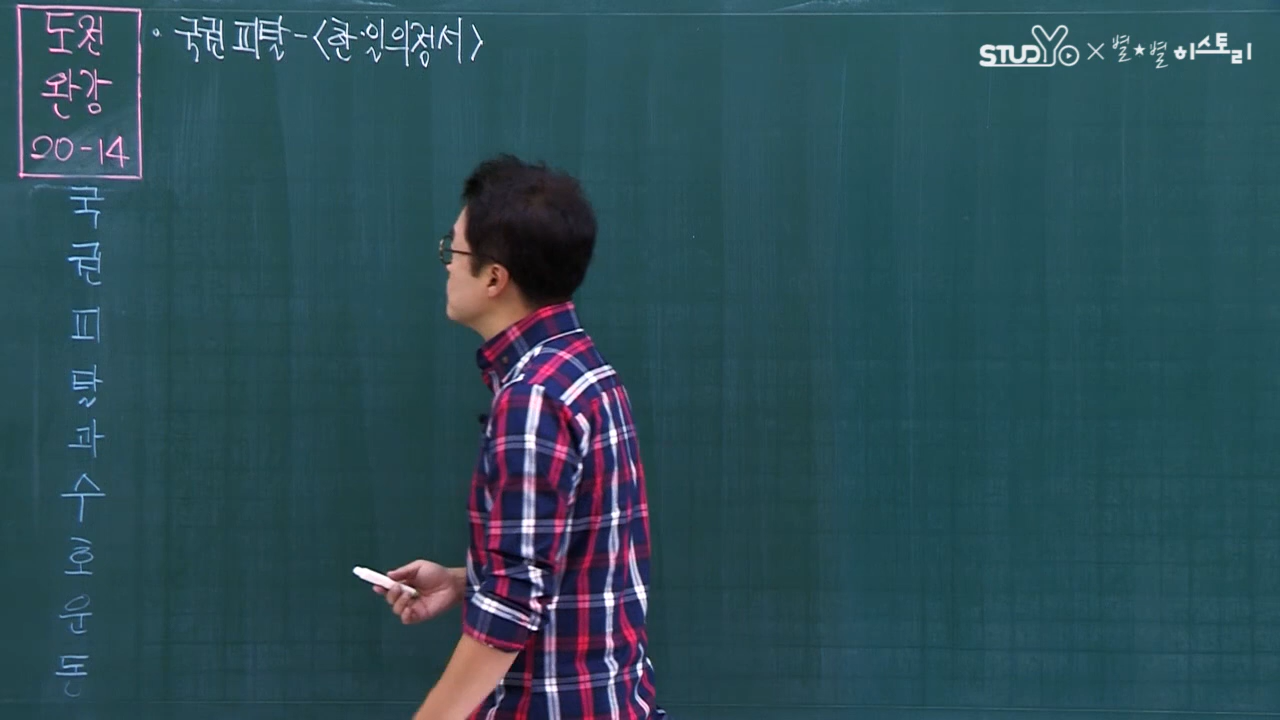 도전
완강
20-14
국권피탈과수호운동
· 국권 피탈 - <한·일의정서>
STUDYo × 별★별 히스토리